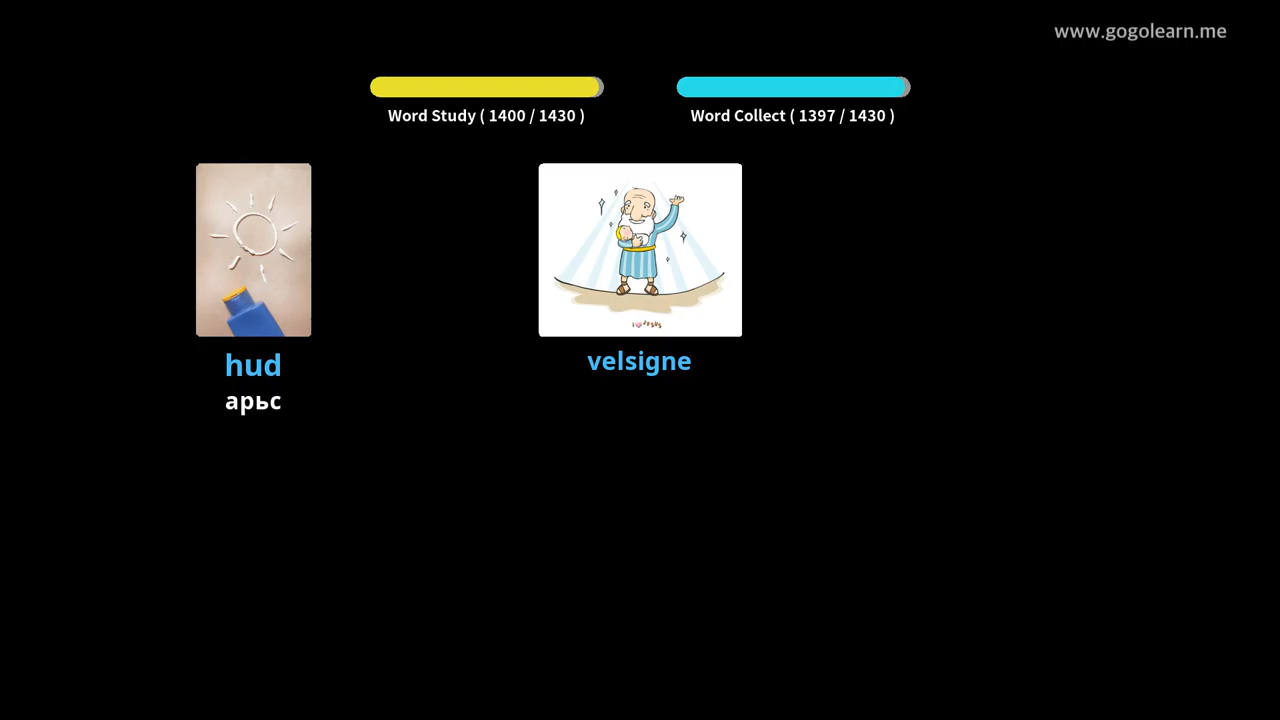 www.gogolearn.me
Word Study ( 1400 / 1430 )
Word Collect ( 1397 / 1430 )
hud
арьс
velsigne